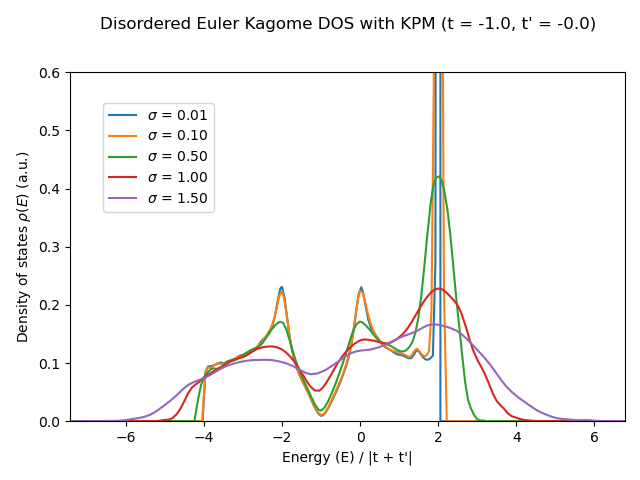 Disordered Euler Kagome DOS with KPM (t = -1.0, t' = -0.0)
Density of states ρ(E) (a.u.)
0.6
0.5
0.4
0.3
0.2
0.1
0.0
σ = 0.01
σ = 0.10
σ = 0.50
σ = 1.00
σ = 1.50
−6 −4 −2 0 2 4 6
Energy (E) / |t + t'|